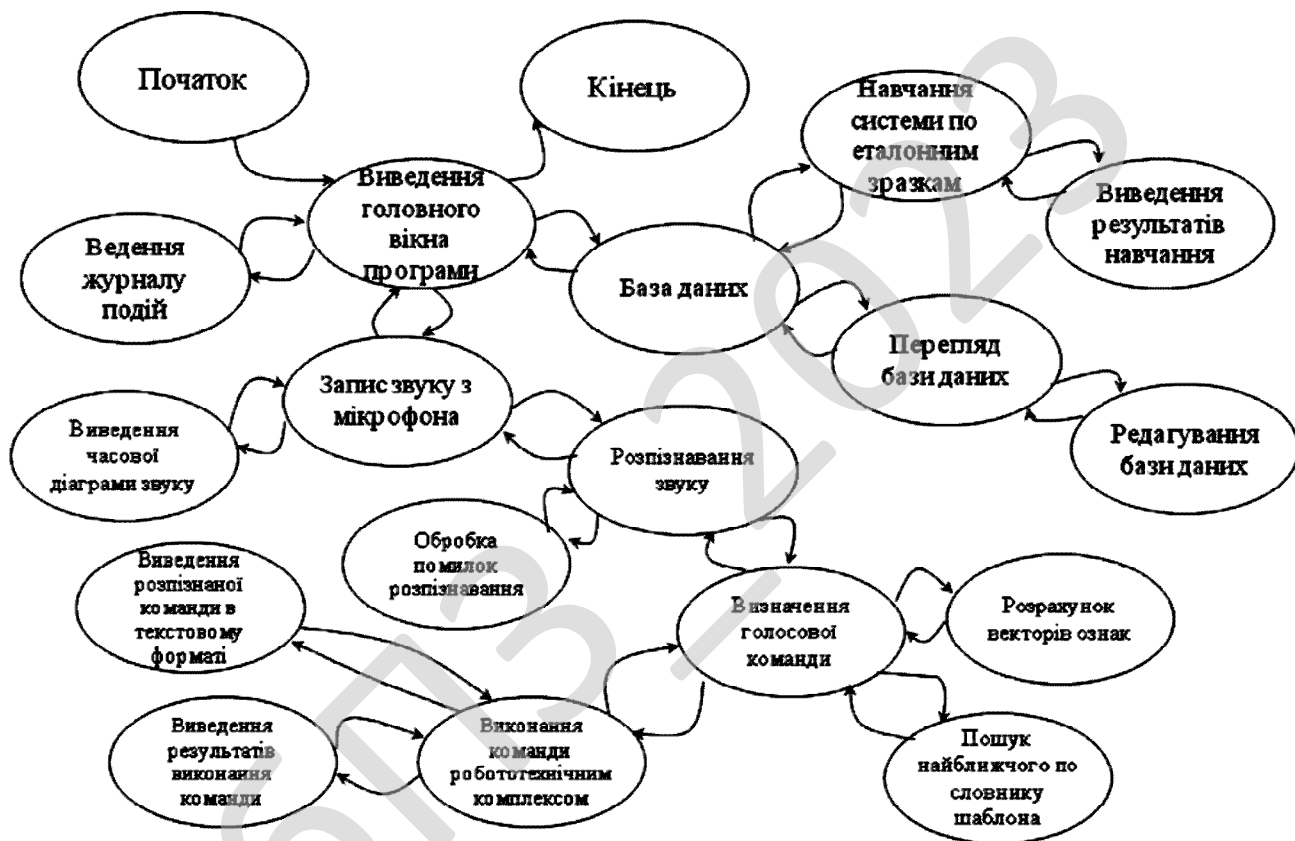 Початок
Кінець
Навчання
системи по
еталонним
зразкам
Виведення
головного
вікна
програми
Виведення
результатів
навчання
Ведення
журналу
подій
База даних
Перегляд
бази даних
Запис звуку з
мікрофона
Редагування
бази даних
Виведення
часової
діаграми звуку
Розпізнавання
звуку
Обробка
помилок
розпізнавання
Виведення
розпізнаної
команди в
текстовому
форматі
Визначення
голосової
команди
Розрахунок
векторів ознак
Виведення
результатів
виконання
команди
Виконання
команди
робототехнічним
комплексом
Пошук
найближчого по
словнику
шаблона